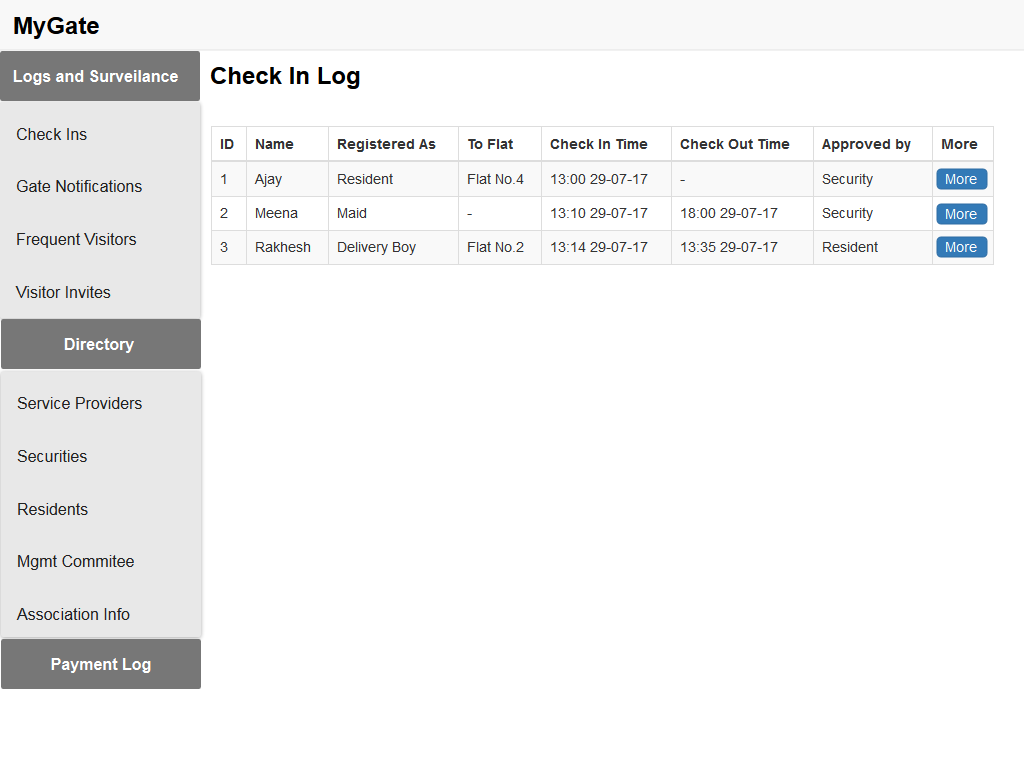 MyGate
Logs and Surveilance
Check Ins
Gate Notifications
Frequent Visitors
Visitor Invites
Directory
Service Providers
Securities
Residents
Mgmt Commitee
Association Info
Payment Log
Check In Log
ID Name Registered As To Flat Check In Time Check Out Time Approved by More
1 Ajay Resident Flat No.4 13:00 29-07-17 - Security More
2 Meena Maid - 13:10 29-07-17 18:00 29-07-17 Security More
3 Rakhesh Delivery Boy Flat No.2 13:14 29-07-17 13:35 29-07-17 Resident More